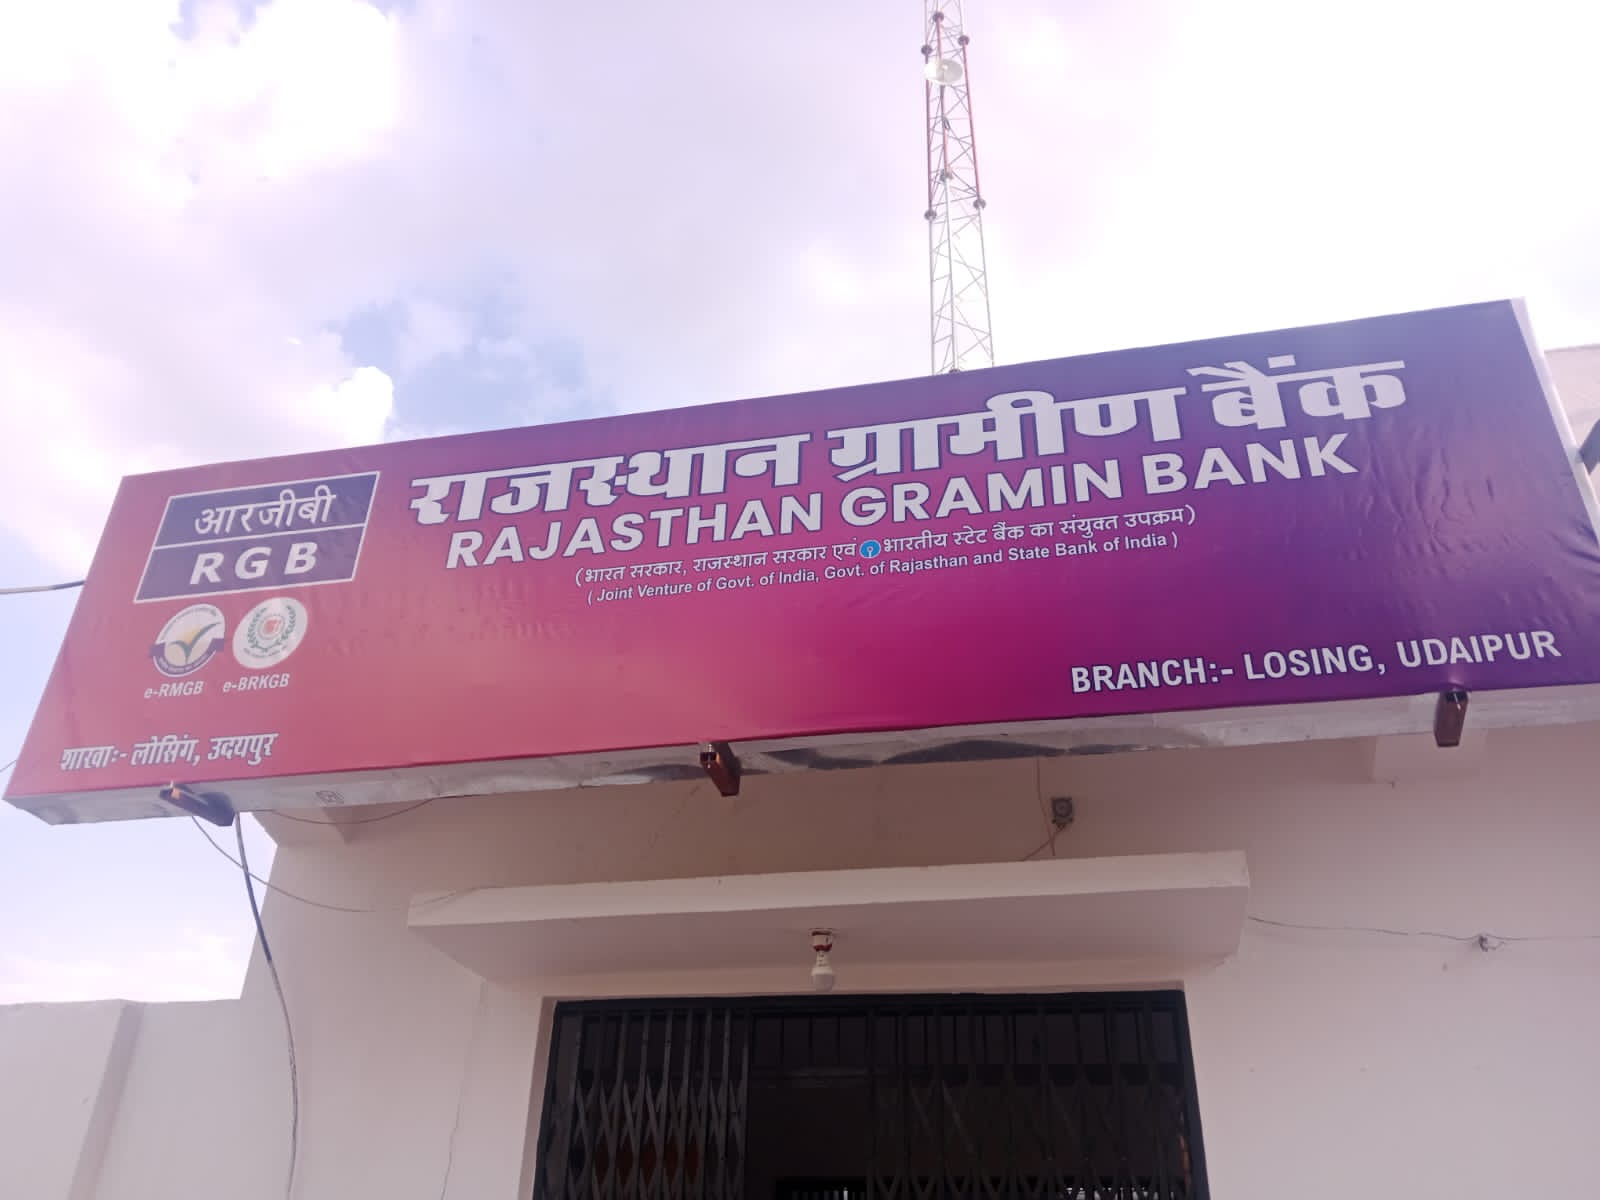 आरजीबी
RGB
e-RMGB e-BRKGB
राजस्थान ग्रामीण बैंक
RAJASTHAN GRAMIN BANK
(भारत सरकार, राजस्थान सरकार एवं भारतीय स्टेट बैंक का संयुक्त उपक्रम)
( Joint Venture of Govt. of India, Govt. of Rajasthan and State Bank of India )
शाखाः- लोसिंग, उदयपुर
BRANCH:- LOSING, UDAIPUR